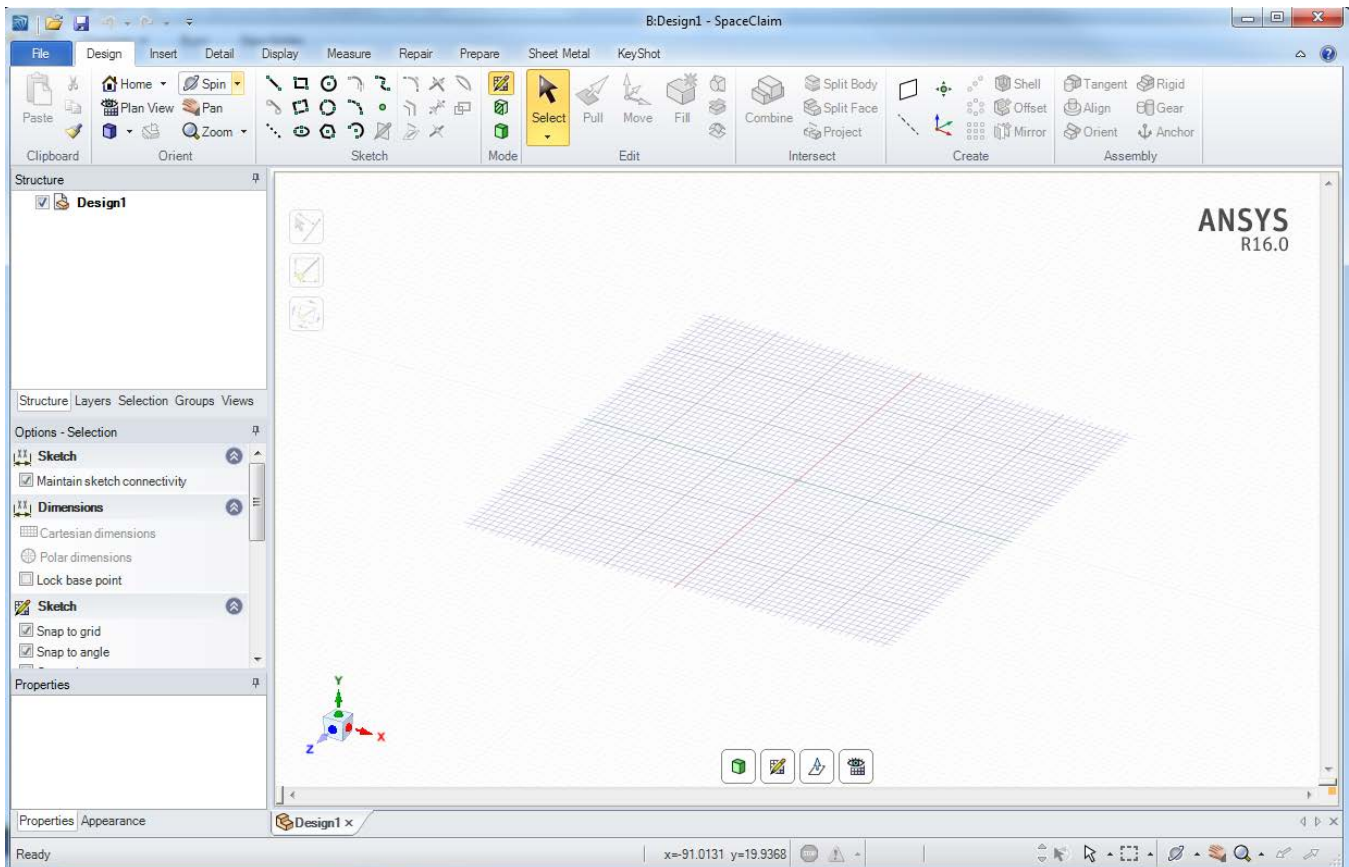 B:Design1 - SpaceClaim
File Design Insert Detail Display Measure Repair Prepare Sheet Metal KeyShot
Paste
Clipboard
Home Spin
Plan View Pan
Zoom
Orient
Sketch
Mode
Select Pull Move Fill
Edit
Combine
Split Body
Split Face
Project
Intersect
Shell
Offset
Mirror
Create
Tangent Rigid
Align Gear
Orient Anchor
Assembly
Structure
Design1
Structure Layers Selection Groups Views
Options - Selection
Sketch
Maintain sketch connectivity
Dimensions
Cartesian dimensions
Polar dimensions
Lock base point
Sketch
Snap to grid
Snap to angle
Properties
Properties Appearance
ANSYS
R16.0
Y
X
Z
Design1
Ready
x=-91.0131 y=19.9368